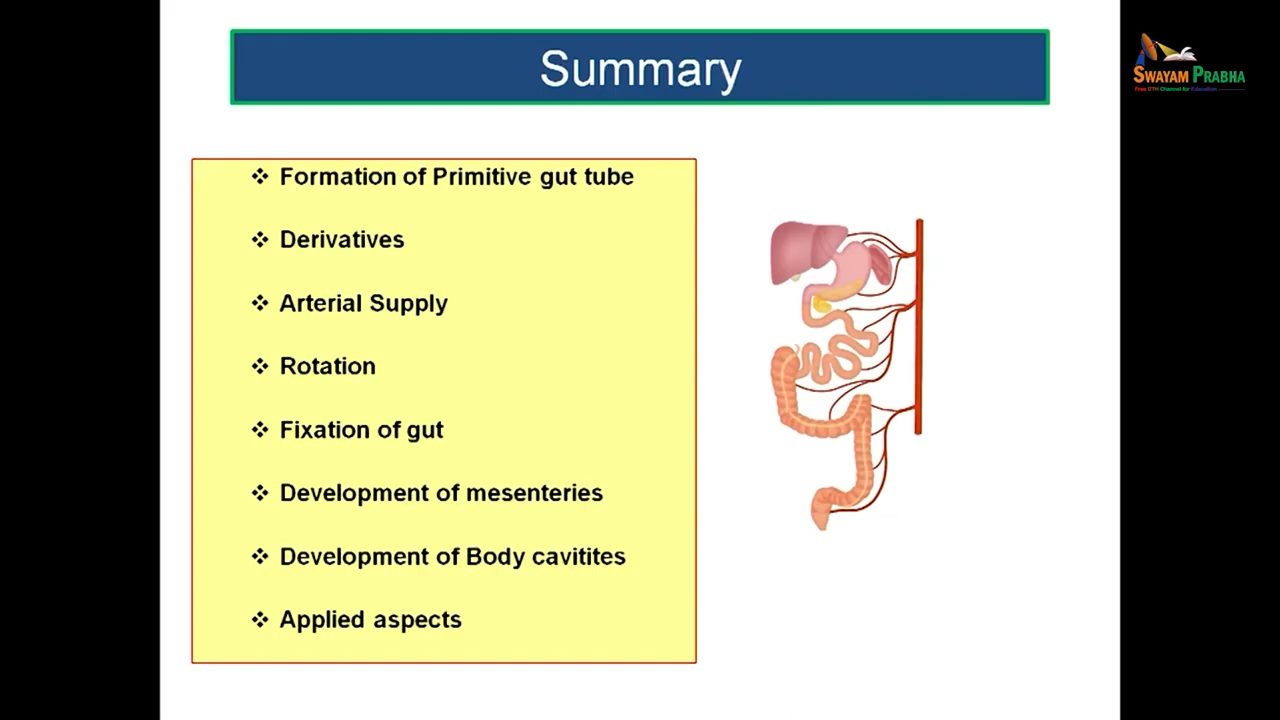 Summary
SWAYAM PRABHA
Free DTH Channel for Education
❖ Formation of Primitive gut tube
❖ Derivatives
❖ Arterial Supply
❖ Rotation
❖ Fixation of gut
❖ Development of mesenteries
❖ Development of Body cavitites
❖ Applied aspects